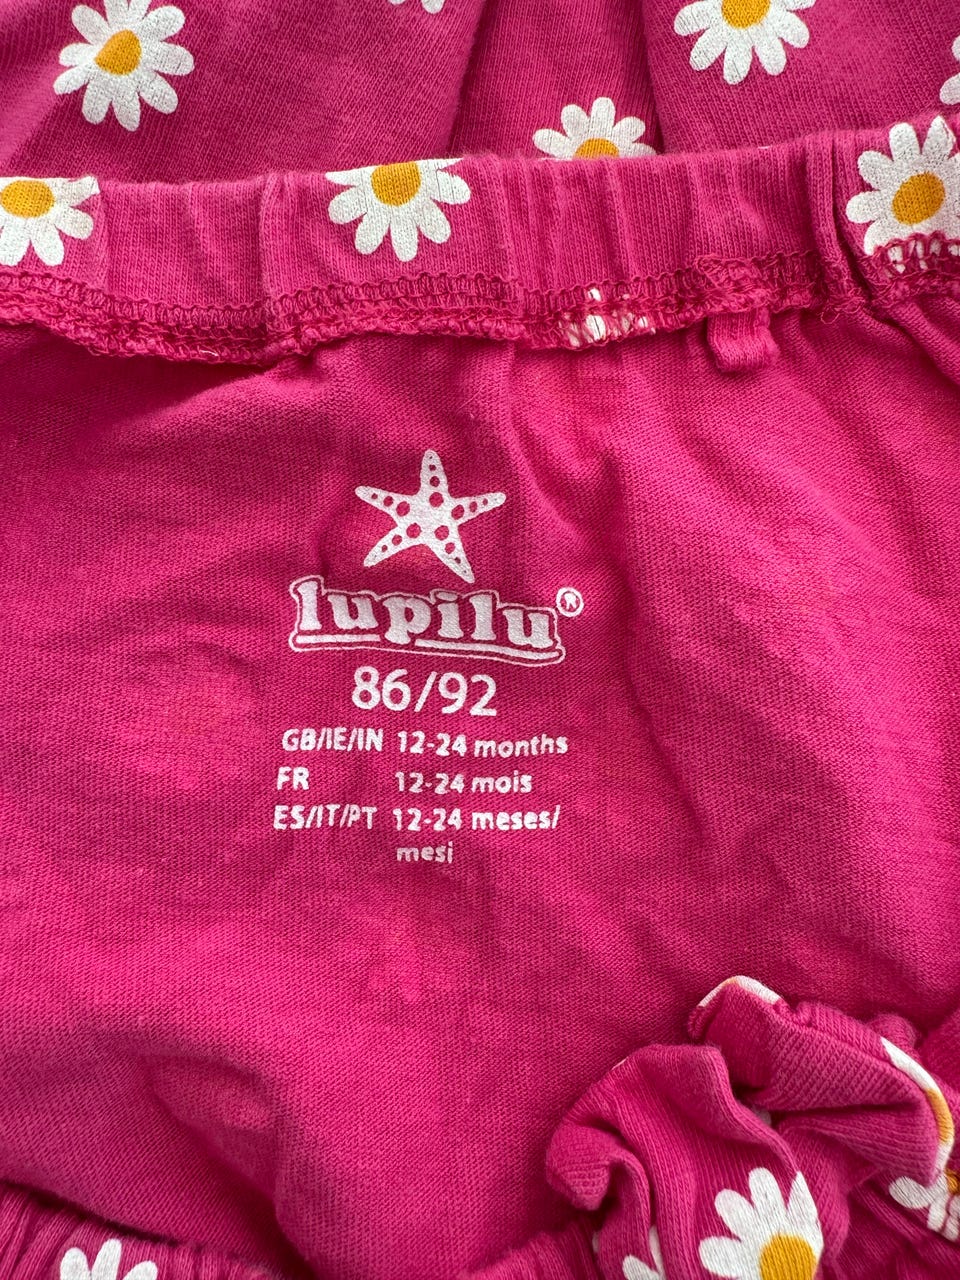 lupilu®
86/92
GB/IE/IN 12-24 months
FR 12-24 mois
ES/IT/PT 12-24 meses/
mesi